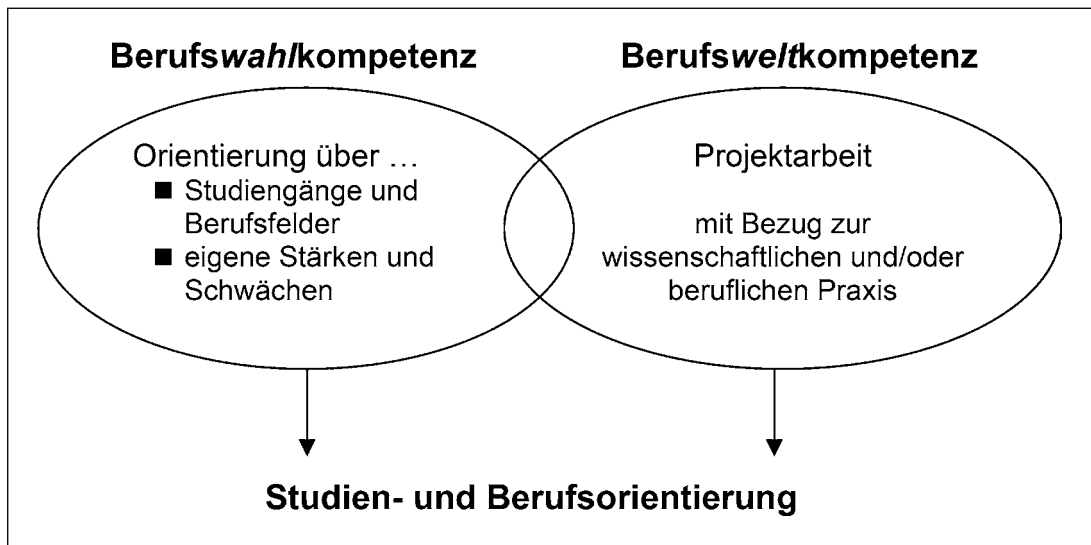 Berufswahlkompetenz
Berufsweltkompetenz
Orientierung über …
■ Studiengänge und
Berufsfelder
■ eigene Stärken und
Schwächen
Projektarbeit
mit Bezug zur
wissenschaftlichen und/oder
beruflichen Praxis
Studien- und Berufsorientierung